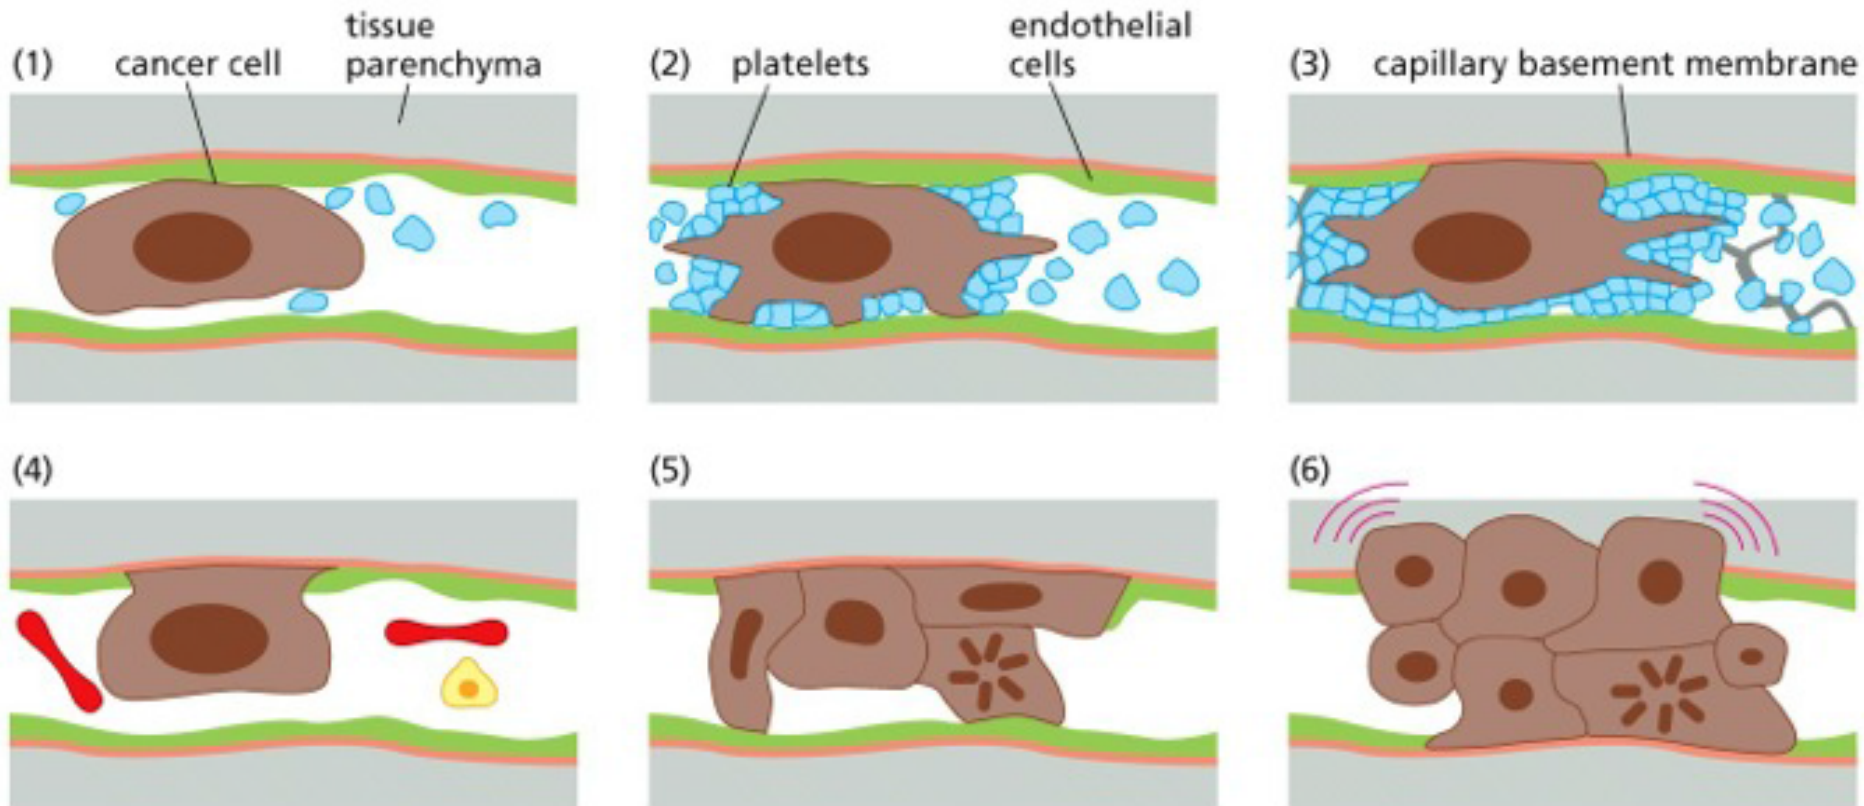 (1)
cancer cell
tissue
parenchyma
(2)
platelets
endothelial
cells
(3)
capillary basement membrane
(4)
(5)
(6)